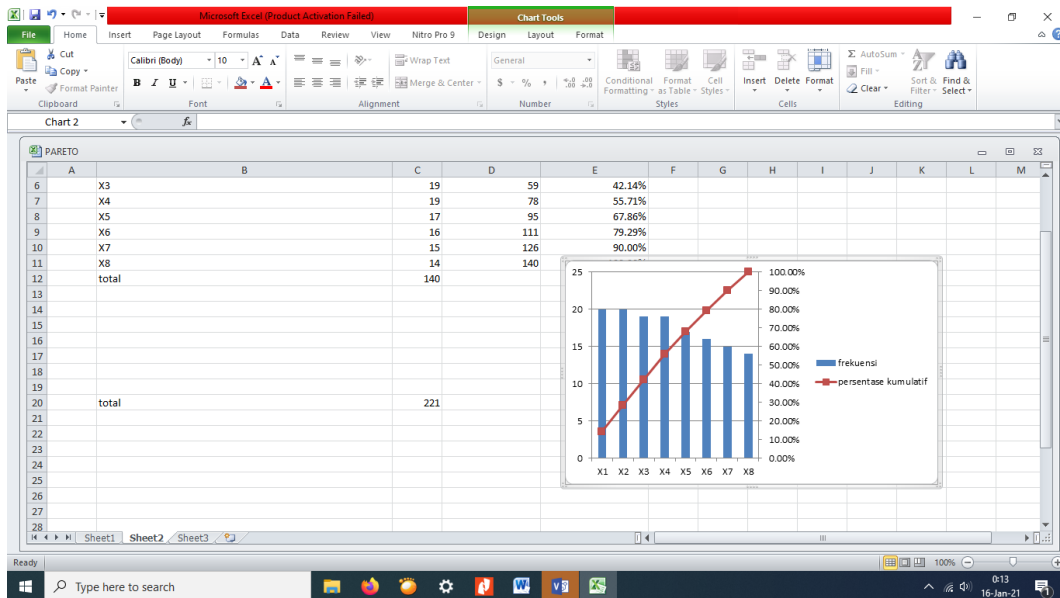 Microsoft Excel (Product Activation Failed)
Chart Tools
File Home Insert Page Layout Formulas Data Review View Nitro Pro 9 Design Layout Format
Cut
Copy
Format Painter
Paste
Clipboard
Calibri (Body) 10 A A
B I U A
Font
Wrap Text
Merge & Center
Alignment
General
$ % , .0 .00 .00 .0
Number
Conditional Formatting
Format as Table
Cell Styles
Styles
Insert Delete Format
Cells
Σ AutoSum
Fill
Clear
Sort & Filter
Find & Select
Editing
Chart 2 fx
PARETO
A B C D E F G H I J K L M
6 X3 19 59 42.14%
7 X4 19 78 55.71%
8 X5 17 95 67.86%
9 X6 16 111 79.29%
10 X7 15 126 90.00%
11 X8 14 140
12 total 140
13
14
15
16
17
18
19
20 total 221
21
22
23
24
25
26
27
28
25 100.00%
90.00%
20 80.00%
70.00%
15 60.00%
50.00%
10 40.00%
30.00%
5 20.00%
10.00%
0 0.00%
X1 X2 X3 X4 X5 X6 X7 X8
frekuensi
persentase kumulatif
Sheet1 Sheet2 Sheet3
Ready 100%
Type here to search
0:13
16-Jan-21